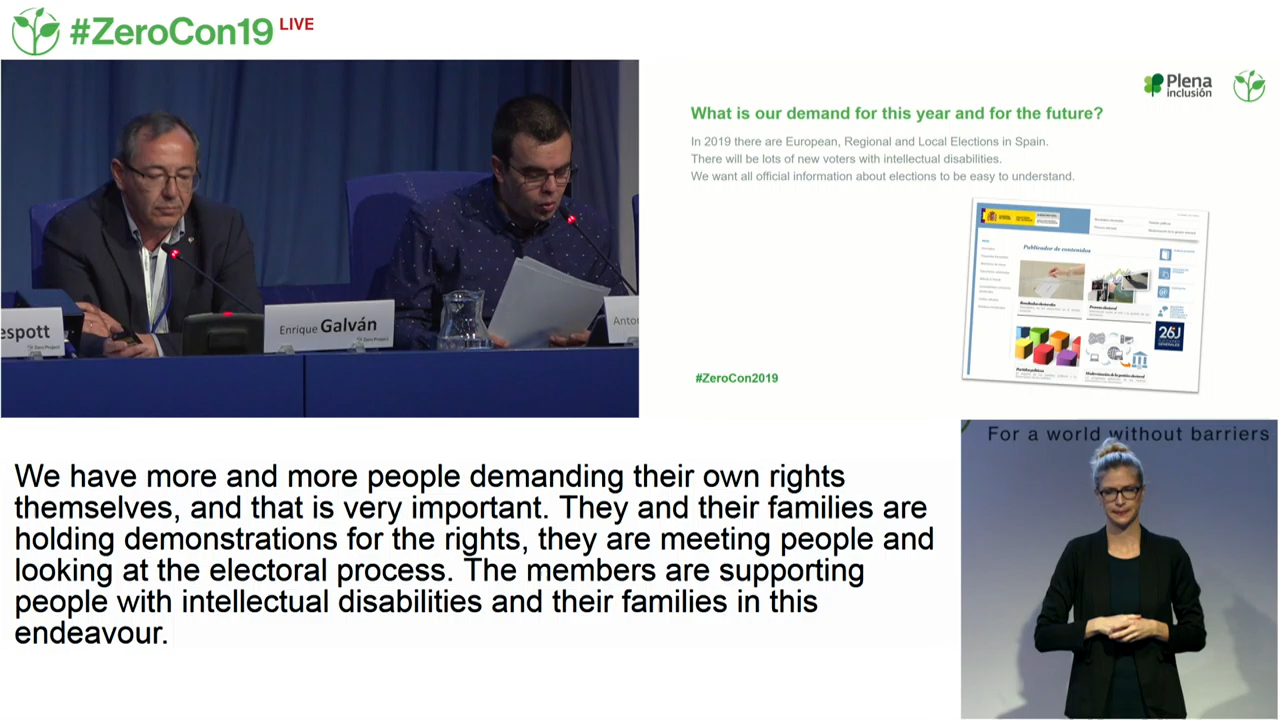 #ZeroCon19 LIVE
espott
Enrique Galván
Zero Project
Plena
inclusión
What is our demand for this year and for the future?
In 2019 there are European, Regional and Local Elections in Spain.
There will be lots of new voters with intellectual disabilities.
We want all official information about elections to be easy to understand.
Publicador de contenidos
26J
#ZeroCon2019
We have more and more people demanding their own rights
themselves, and that is very important. They and their families are
holding demonstrations for the rights, they are meeting people and
looking at the electoral process. The members are supporting
people with intellectual disabilities and their families in this
endeavour.
For a world without barriers